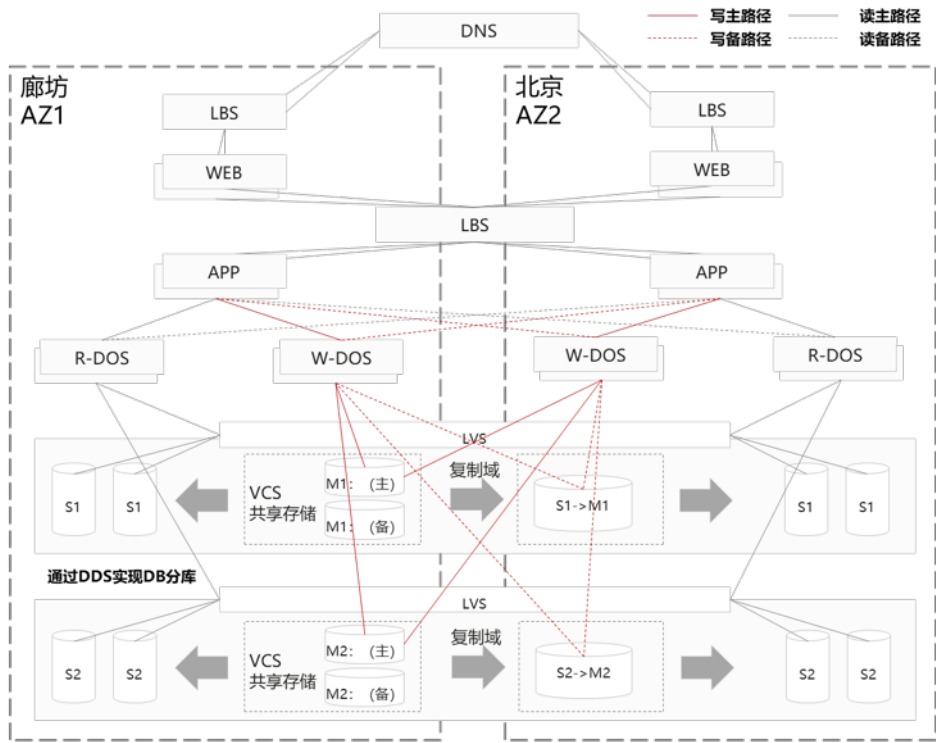 DNS
写主路径
读主路径
写备路径
读备路径
廊坊
AZ1
北京
AZ2
LBS
LBS
WEB
WEB
LBS
APP
APP
R-DOS
W-DOS
W-DOS
R-DOS
LVS
S1
S1
VCS
共享存储
M1：（主）
M1：（备）
复制域
S1->M1
S1
S1
通过DDS实现DB分库
LVS
S2
S2
VCS
共享存储
M2：（主）
M2：（备）
复制域
S2->M2
S2
S2